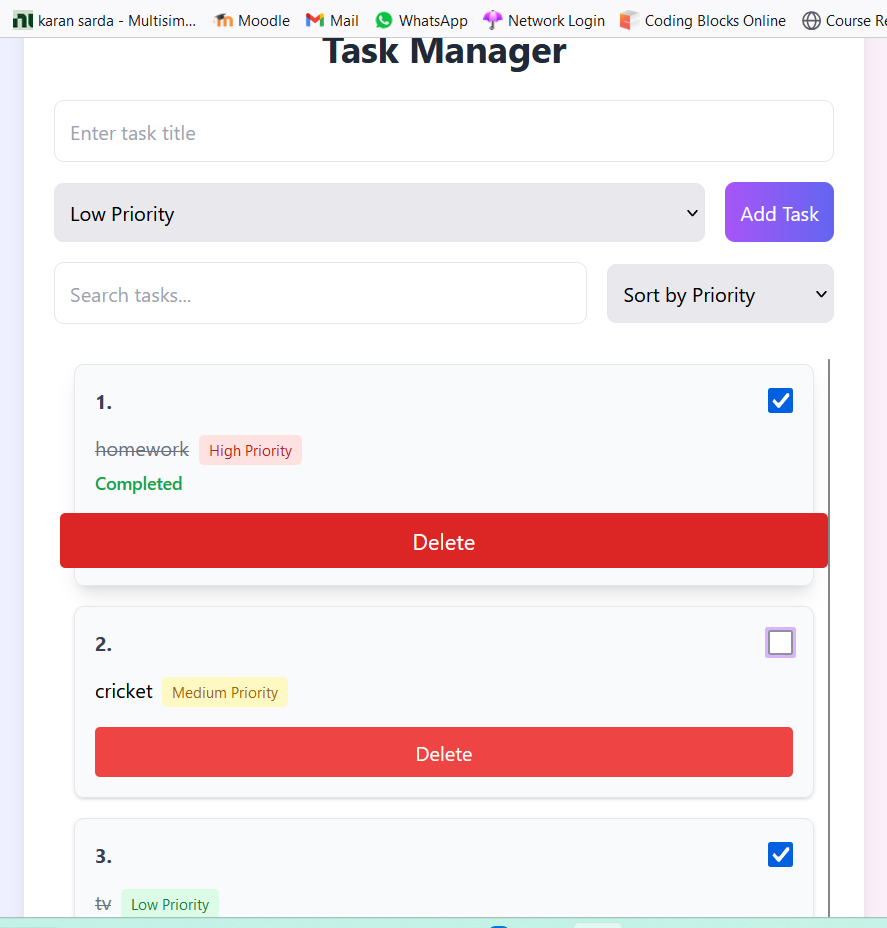 karan sarda - Multisim... Moodle Mail WhatsApp Network Login Coding Blocks Online Course Re
Task Manager
Enter task title
Low Priority Add Task
Search tasks... Sort by Priority
1.
homework High Priority
Completed
Delete
2.
cricket Medium Priority
Delete
3.
tv Low Priority